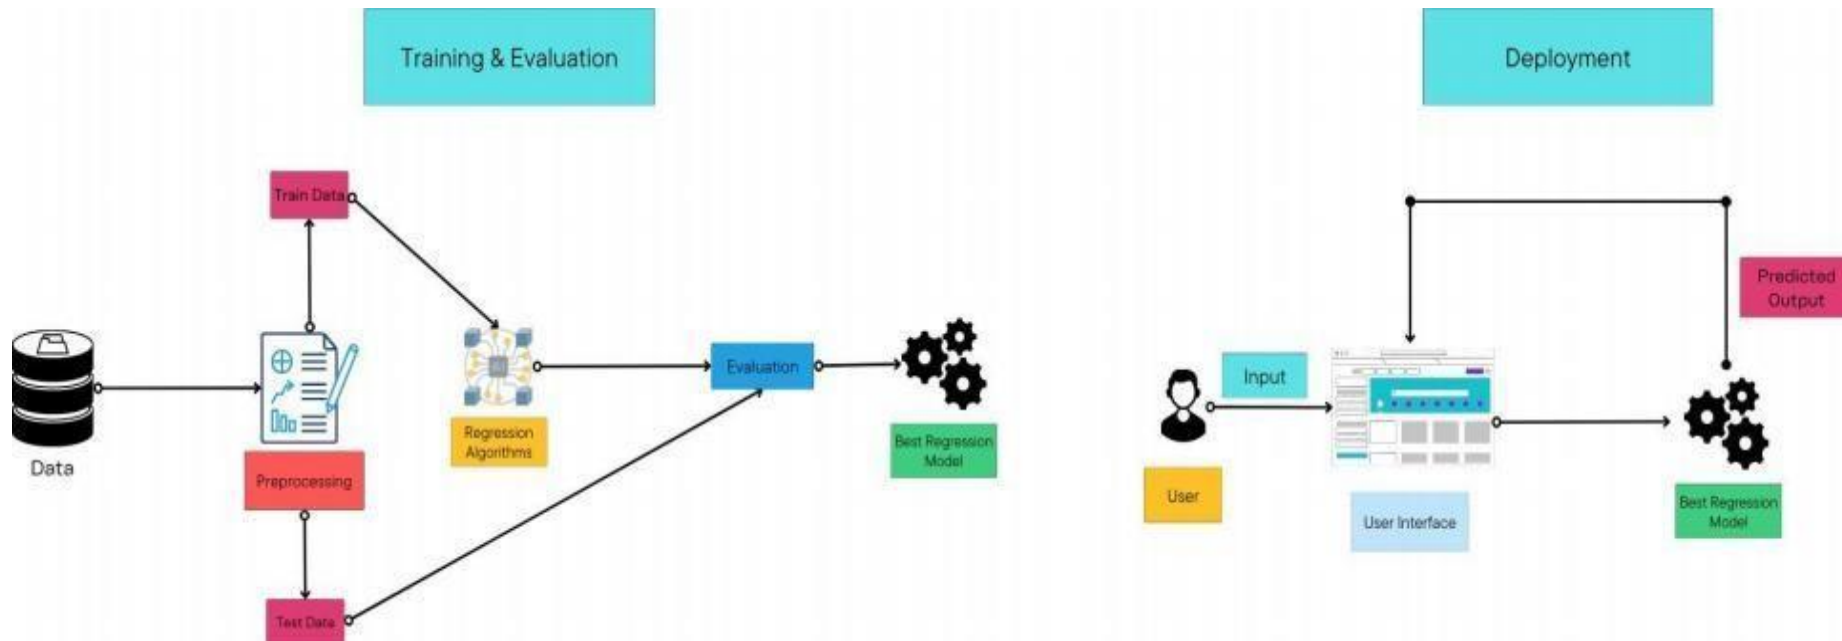 Training & Evaluation
Deployment
Train Data
Predicted
Output
Evaluation
Input
Regression
Algorithms
Best Regression
Model
Data
Preprocessing
User
User Interface
Best Regression
Model
Test Data